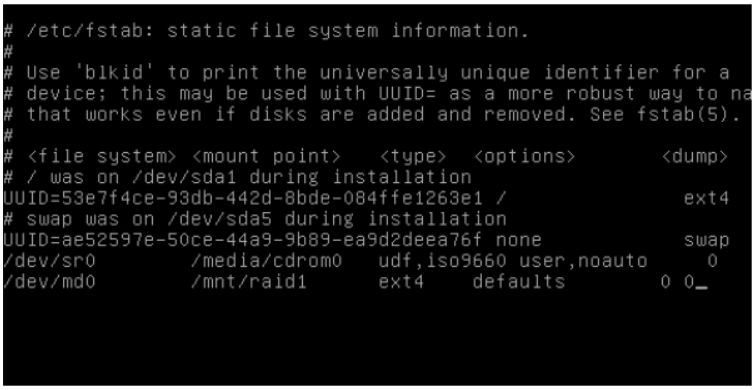 # /etc/fstab: static file system information.
#
# Use 'blkid' to print the universally unique identifier for a
# device; this may be used with UUID= as a more robust way to na
# that works even if disks are added and removed. See fstab(5).
#
# <file system> <mount point>   <type>  <options>       <dump>
# / was on /dev/sda1 during installation
UUID=53e7f4ce-93db-442d-8bde-084ffe1263e1 /               ext4
# swap was on /dev/sda5 during installation
UUID=ae52597e-50ce-44a9-9b89-ea9d2deea76f none            swap
/dev/sr0        /media/cdrom0   udf,iso9660 user,noauto     0
/dev/md0        /mnt/raid1      ext4    defaults        0 0_